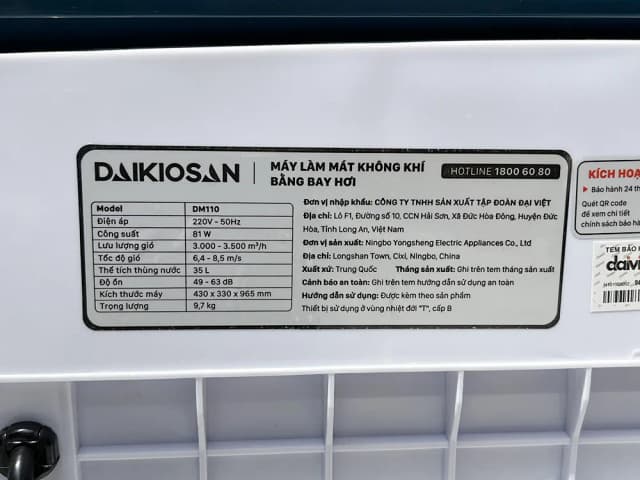 DAIKIOSAN
MÁY LÀM MÁT KHÔNG KHÍ
BẰNG BAY HƠI
HOTLINE 1800 60 80
Model DM110
Điện áp 220V - 50Hz
Công suất 81 W
Lưu lượng gió 3.000 - 3.500 m³/h
Tốc độ gió 6,4 - 8,5 m/s
Thể tích thùng nước 35 L
Độ ồn 49 - 63 dB
Kích thước máy 430 x 330 x 965 mm
Trọng lượng 9,7 kg
Đơn vị nhập khẩu: CÔNG TY TNHH SẢN XUẤT TẬP ĐOÀN ĐẠI VIỆT
Địa chỉ: Lô F1, Đường số 10, CCN Hải Sơn, Xã Đức Hòa Đông, Huyện Đức
Hòa, Tỉnh Long An, Việt Nam
Đơn vị sản xuất: Ningbo Yongsheng Electric Appliances Co., Ltd
Địa chỉ: Longshan Town, Cixi, Ningbo, China
Xuất xứ: Trung Quốc Tháng sản xuất: Ghi trên tem tháng sản xuất
Cảnh báo an toàn: Ghi trên tem hướng dẫn sử dụng an toàn
Hướng dẫn sử dụng: Được kèm theo sản phẩm
Thiết bị sử dụng ở vùng nhiệt đới "T", cấp B
KÍCH HOẠ
Bảo hành 24 th
Quét QR code
để xem chi tiết
chính sách bảo hà
TEM BẢO